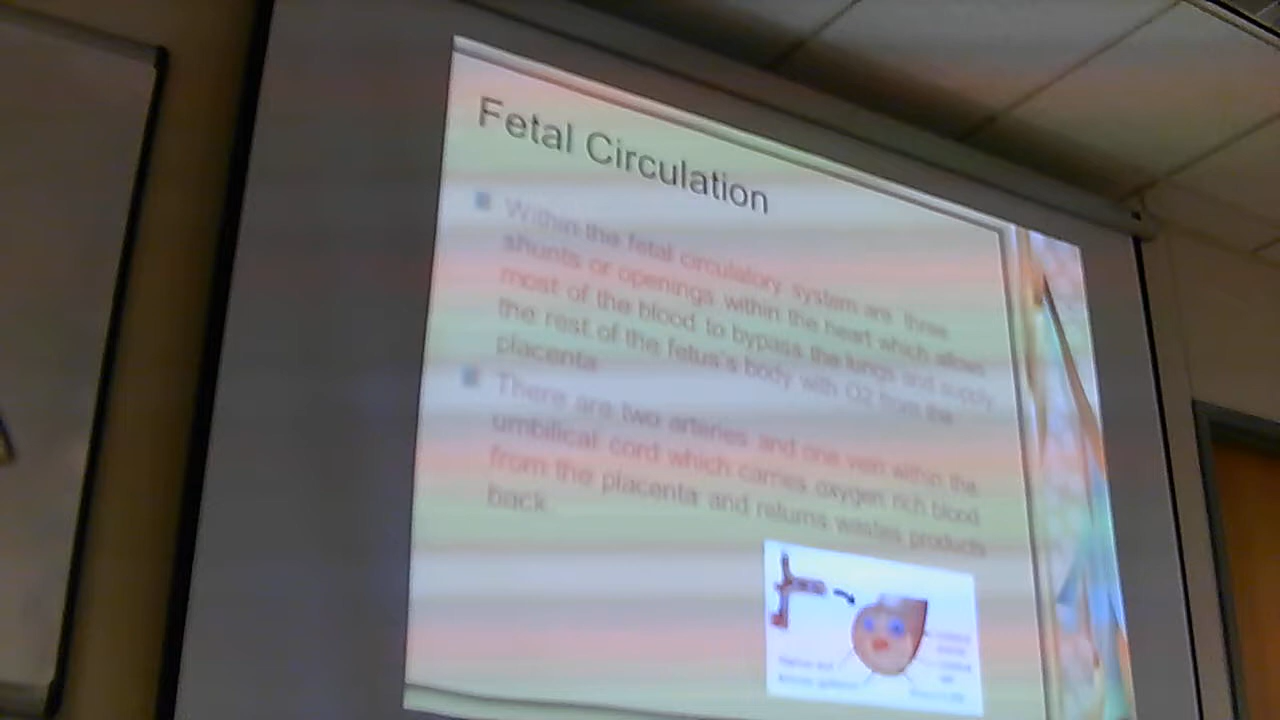 Fetal Circulation
Within the fetal circulatory system are three
shunts or openings within the heart which allows
most of the blood to bypass the lungs and supply
the rest of the fetus's body with O2 from the
placenta
There are two arteries and one vein within the
umbilical cord which carries oxygen rich blood
from the placenta and returns wastes products
back